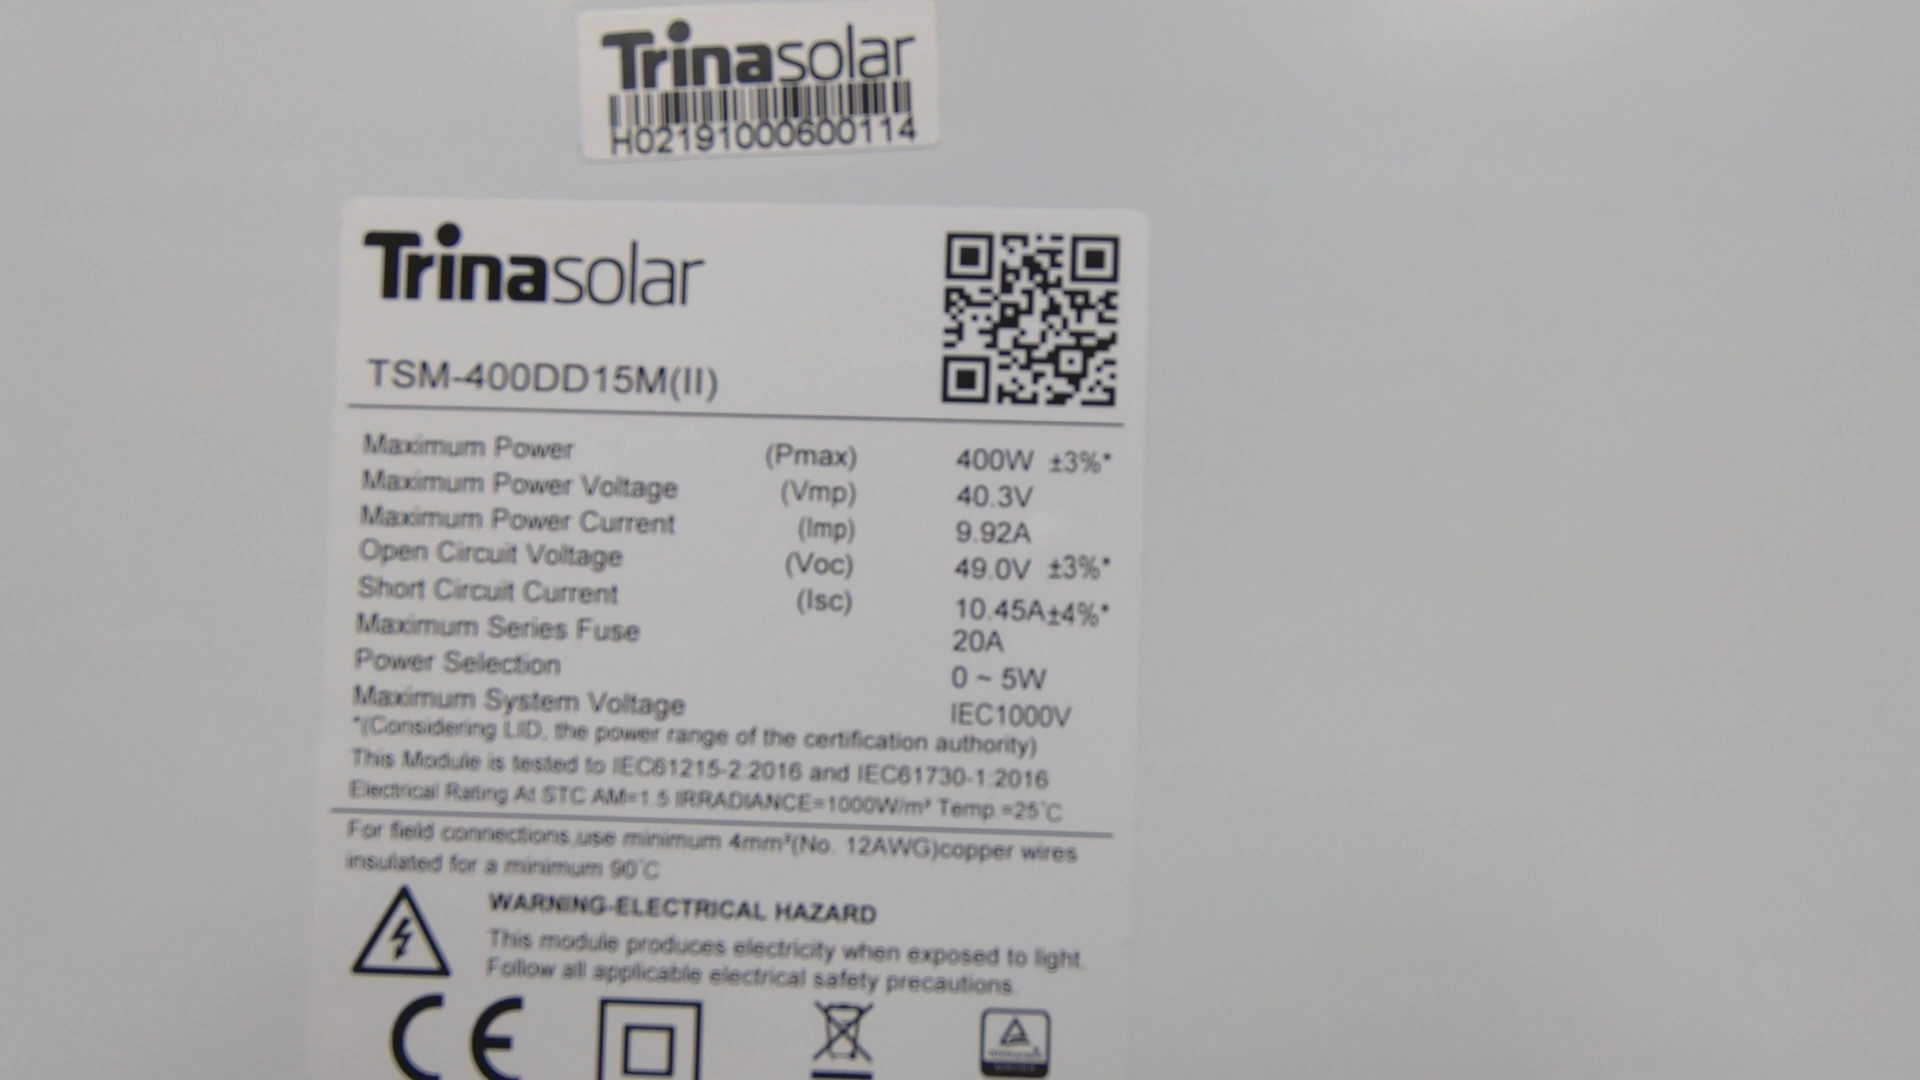 Trinasolar
H02191000600114
Trinasolar
TSM-400DD15M(II)
Maximum Power (Pmax) 400W ±3%*
Maximum Power Voltage (Vmp) 40.3V
Maximum Power Current (Imp) 9.92A
Open Circuit Voltage (Voc) 49.0V ±3%*
Short Circuit Current (Isc) 10.45A±4%*
Maximum Series Fuse 20A
Power Selection 0 ~ 5W
Maximum System Voltage IEC1000V
*(Considering LID, the power range of the certification authority)
This Module is tested to IEC61215-2:2016 and IEC61730-1:2016
Electrical Rating At STC AM=1.5 IRRADIANCE=1000W/m² Temp.=25°C
For field connections,use minimum 4mm²(No. 12AWG)copper wires
insulated for a minimum 90°C
WARNING-ELECTRICAL HAZARD
This module produces electricity when exposed to light.
Follow all applicable electrical safety precautions.
CE